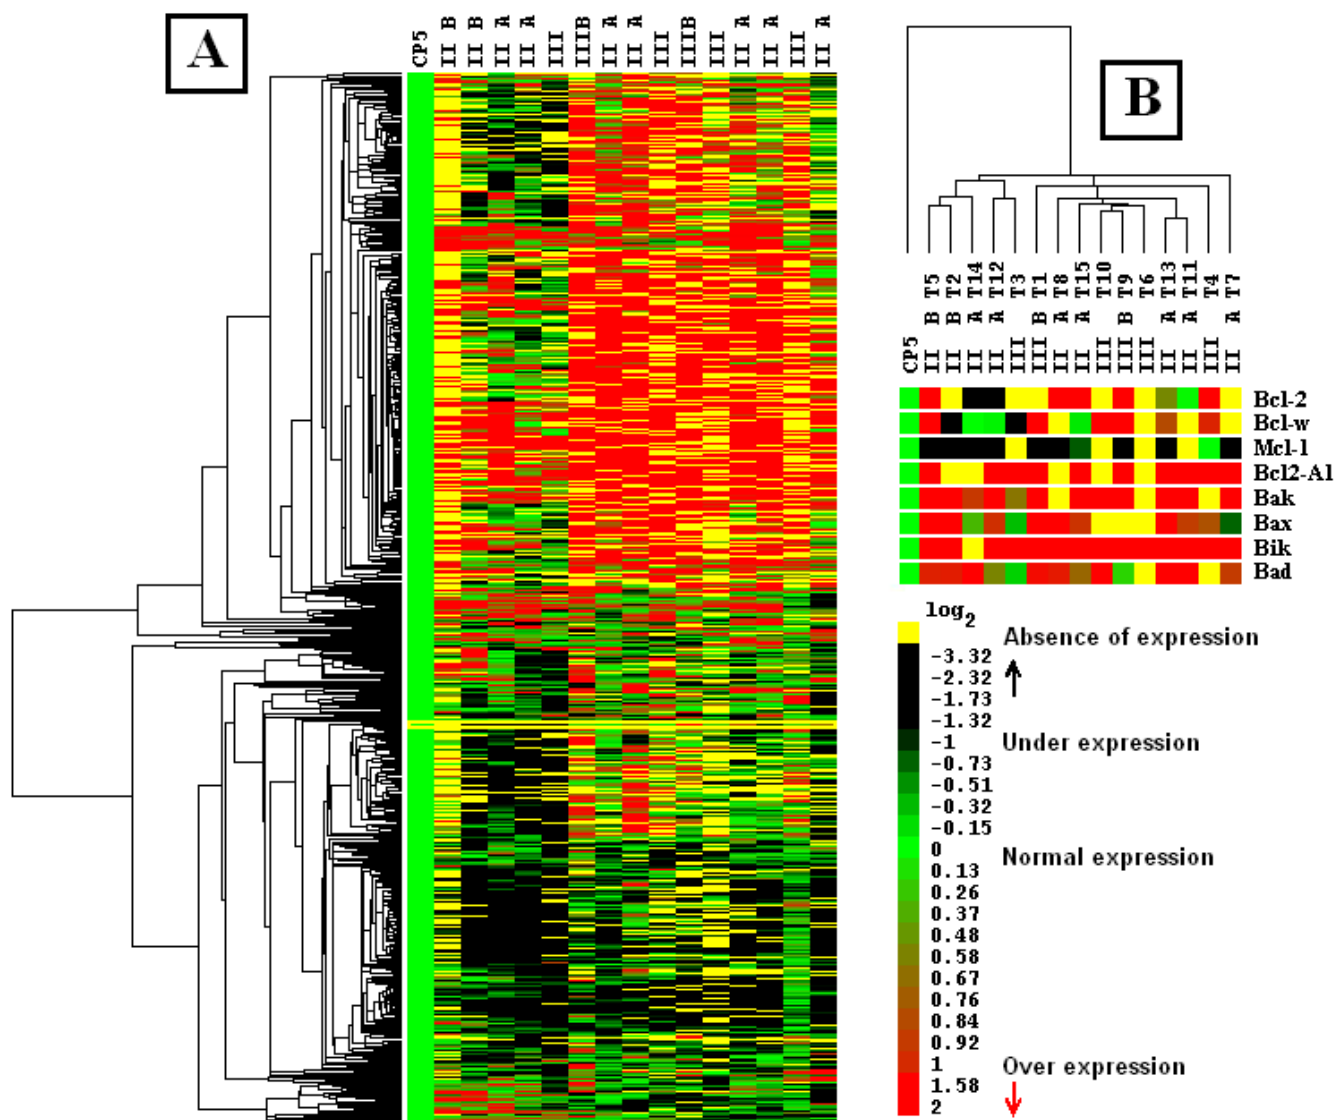 A
CP5
II B
II B
II A
II A
III
IIIB
II A
II A
III
IIIB
III
II A
II A
III
II A
B
CP5
II B T5
II B T2
II A T14
II A T12
III T3
III B T1
II A T8
II A T15
III T10
III B T9
III T6
II A T13
II A T11
III T4
II A T7
Bcl-2
Bcl-w
Mcl-1
Bcl2-A1
Bak
Bax
Bik
Bad
log2
Absence of expression
-3.32
-2.32
-1.73
-1.32
-1
Under expression
-0.73
-0.51
-0.32
-0.15
0
Normal expression
0.13
0.26
0.37
0.48
0.58
0.67
0.76
0.84
0.92
1
Over expression
1.58
2